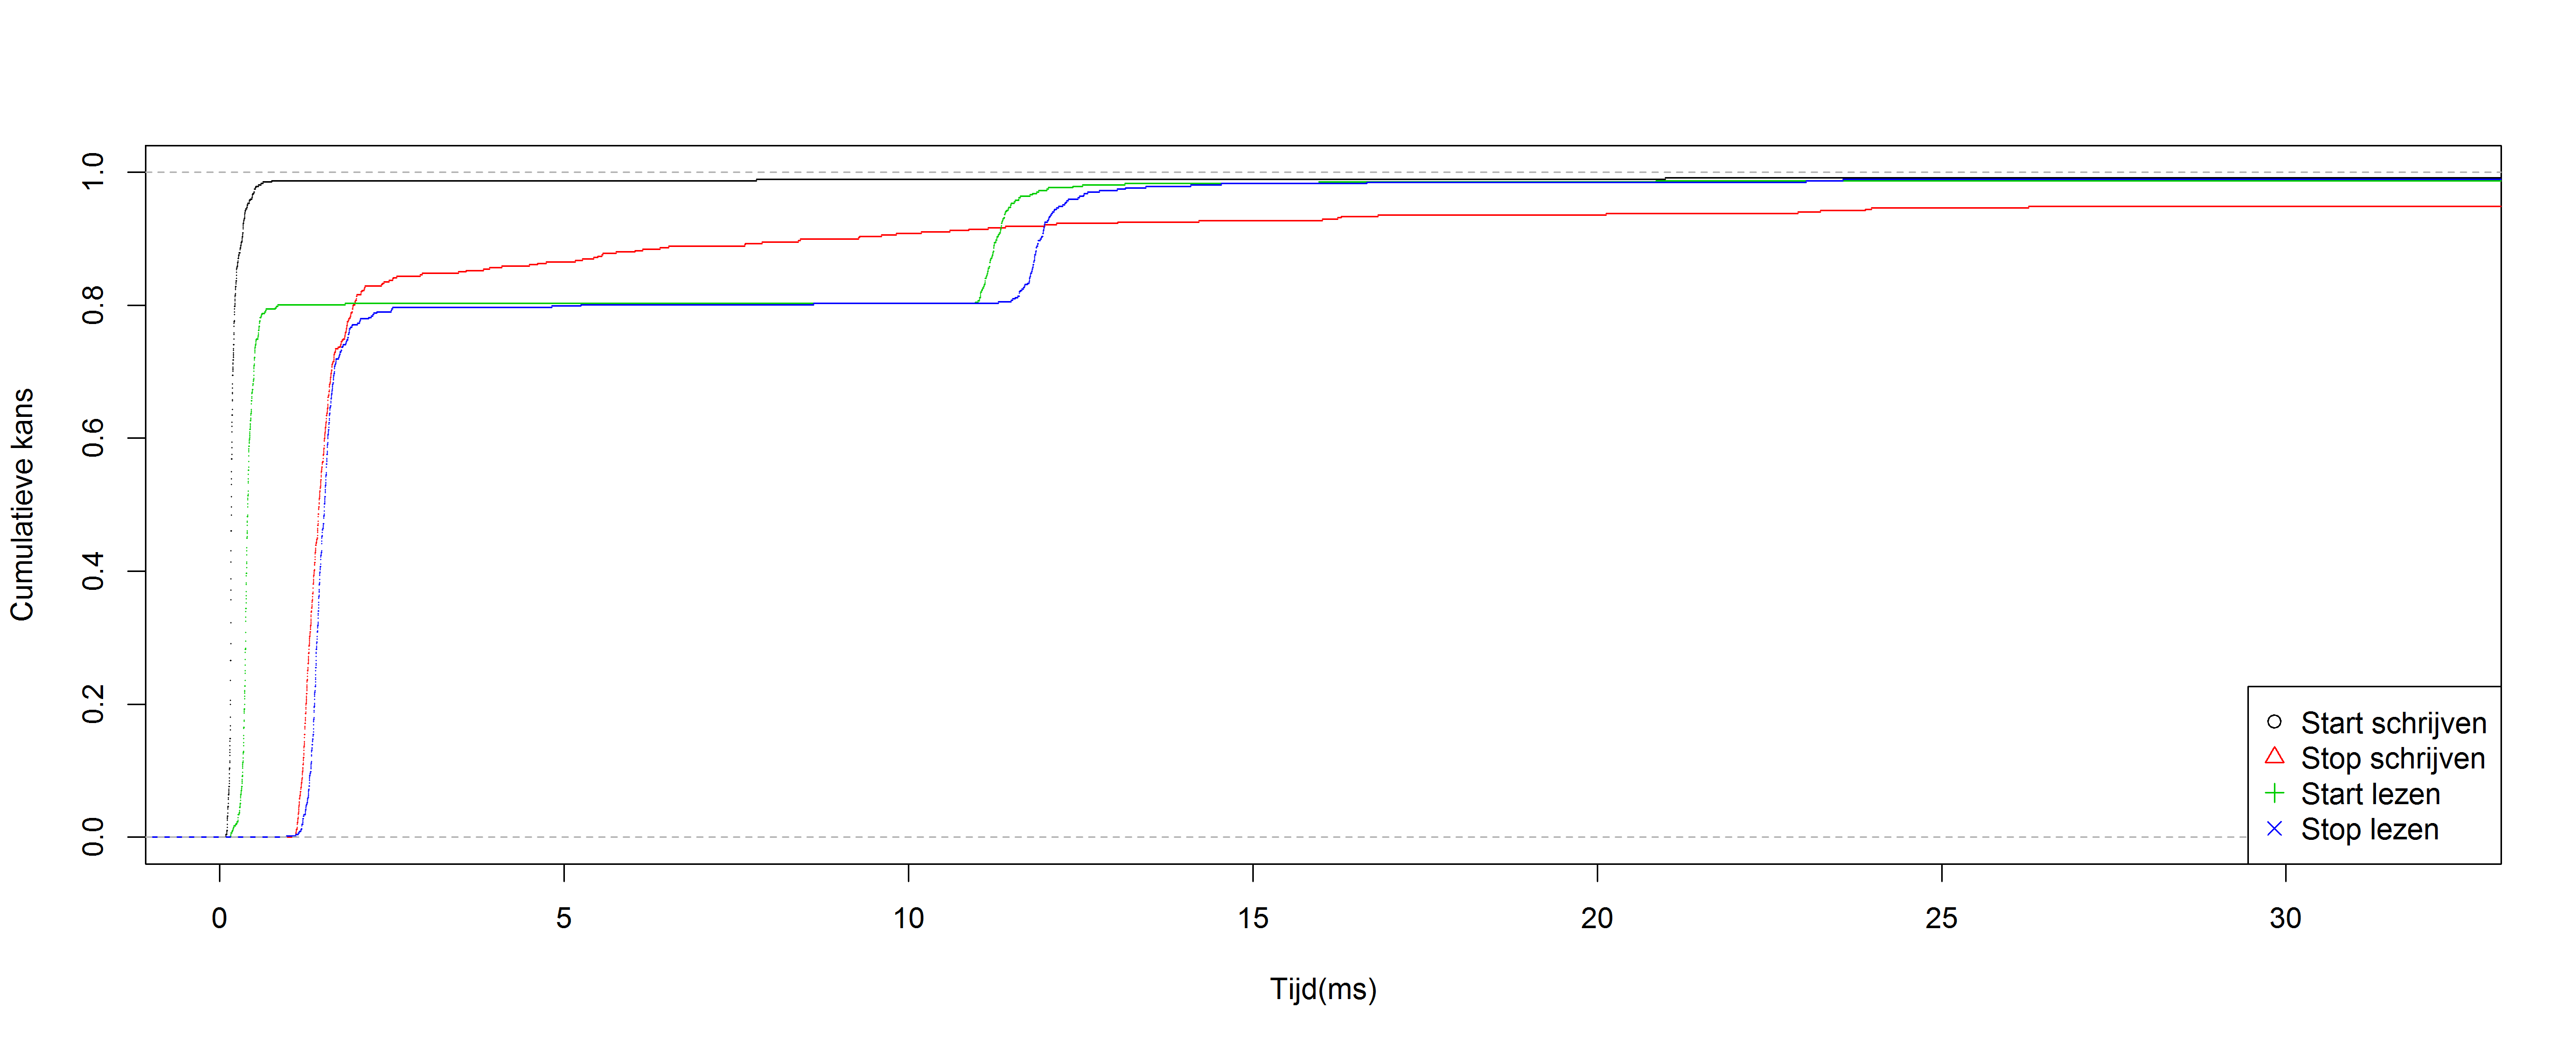 Cumulatieve kans
1.0
0.8
0.6
0.4
0.2
0.0
Start schrijven
Stop schrijven
Start lezen
Stop lezen
0 5 10 15 20 25 30
Tijd(ms)